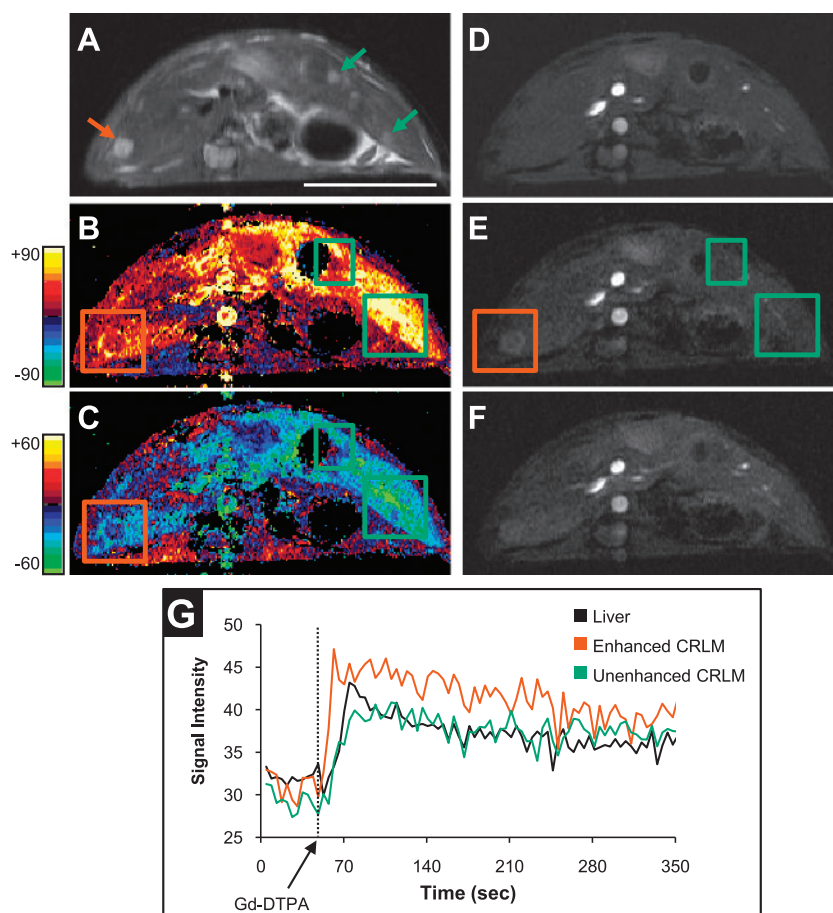 A
D
B
+90
-90
E
C
+60
-60
F
G
Liver
Enhanced CRLM
Unenhanced CRLM
Signal Intensity
50
45
40
35
30
25
0
70
140
210
280
350
Gd-DTPA
Time (sec)